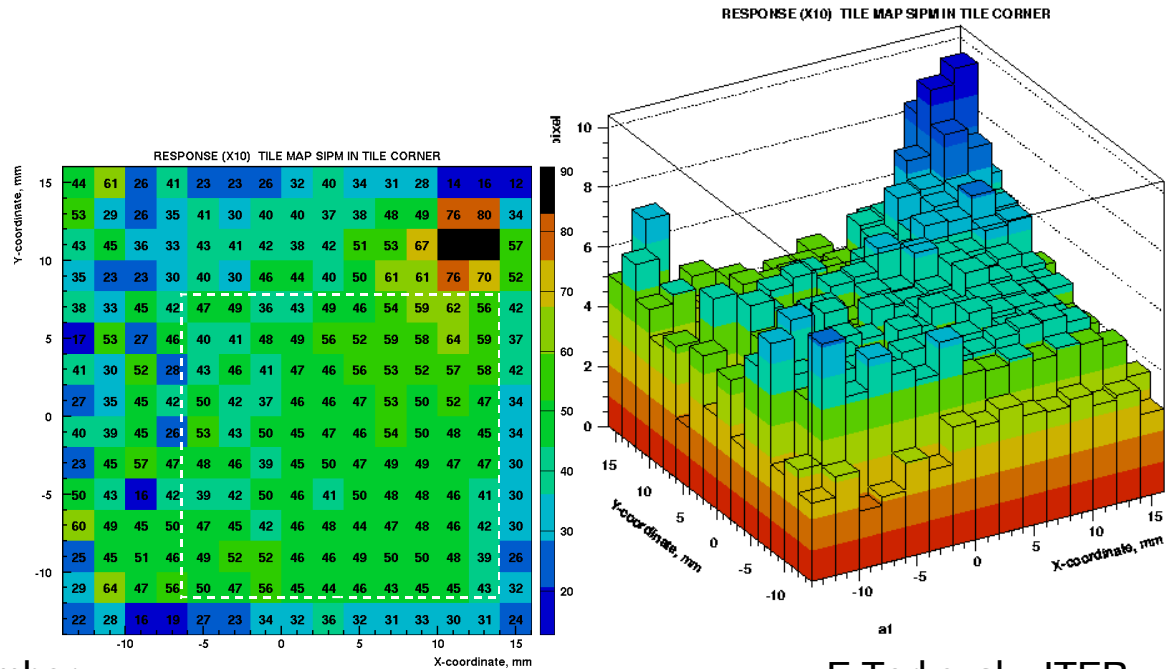 RESPONSE (X10) TILE MAP SIPM IN TILE CORNER
Y-coordinate, mm
15
10
5
0
-5
-10
44 61 26 41 23 23 26 32 40 34 31 28 14 16 12
53 29 26 35 41 30 40 40 37 38 48 49 76 80 34
43 45 36 33 43 41 42 38 42 51 53 67 57
35 23 23 30 40 30 46 44 40 50 61 61 76 70 52
38 33 45 42 47 49 36 43 49 46 54 59 62 56 42
17 53 27 46 40 41 48 49 56 52 59 58 64 59 37
41 30 52 28 43 46 41 47 46 56 53 52 57 58 42
27 35 45 42 50 42 37 46 46 47 53 50 52 47 34
40 39 45 26 53 43 50 45 47 46 54 50 48 45 34
23 45 57 47 48 46 39 45 50 47 49 49 47 47 30
50 43 16 42 39 42 50 46 41 50 48 48 46 41 30
60 49 45 50 47 45 42 46 48 44 47 48 46 42 30
25 45 51 46 49 52 52 46 46 49 50 50 48 39 26
29 64 47 56 50 47 56 45 44 46 43 45 45 43 32
22 28 16 19 27 23 34 32 36 32 31 33 30 31 24
-10 -5 0 5 10 15
X-coordinate, mm
90
80
70
60
50
40
30
20
RESPONSE (X10) TILE MAP SIPM IN TILE CORNER
pixel
10
8
6
4
2
0
15
10
5
0
-5
-10
Y-coordinate, mm
-10
-5
0
5
10
15
X-coordinate, mm
a1
ITEP